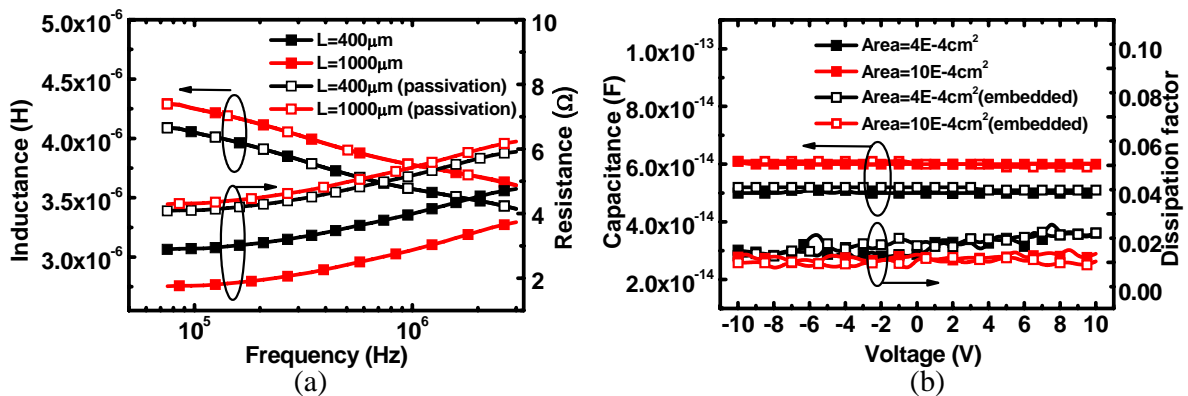 5.0x10⁻⁶
4.5x10⁻⁶
4.0x10⁻⁶
3.5x10⁻⁶
3.0x10⁻⁶
Inductance (H)
L=400μm
L=1000μm
L=400μm (passivation)
L=1000μm (passivation)
10
8
6
4
2
Resistance (Ω)
10⁵
10⁶
Frequency (Hz)
(a)
1.0x10⁻¹³
8.0x10⁻¹⁴
6.0x10⁻¹⁴
4.0x10⁻¹⁴
2.0x10⁻¹⁴
Capacitance (F)
Area=4E-4cm²
Area=10E-4cm²
Area=4E-4cm²(embedded)
Area=10E-4cm²(embedded)
0.10
0.08
0.06
0.04
0.02
0.00
Dissipation factor
-10 -8 -6 -4 -2 0 2 4 6 8 10
Voltage (V)
(b)